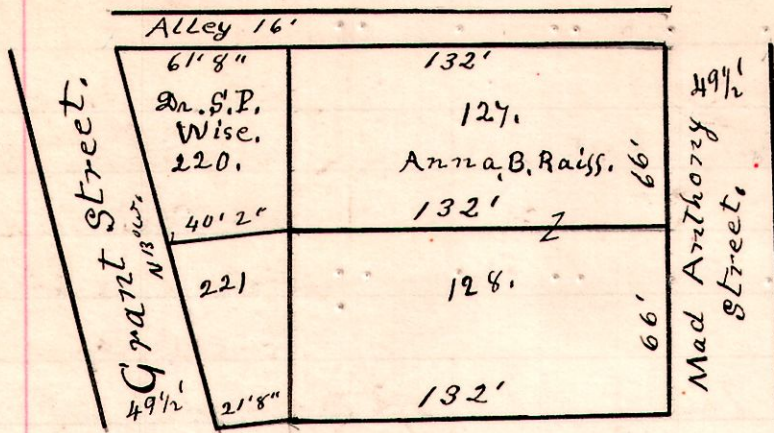 Alley 16'
61' 8"
132'
Dr. S. P.
Wise.
220.
127.
Anna, B. Raiss.
66'
40' 2"
132'
Z
221
128.
66'
21' 8"
132'
Grant Street.
N 13° W.
49½'
Mad Anthony
Street.
49½'